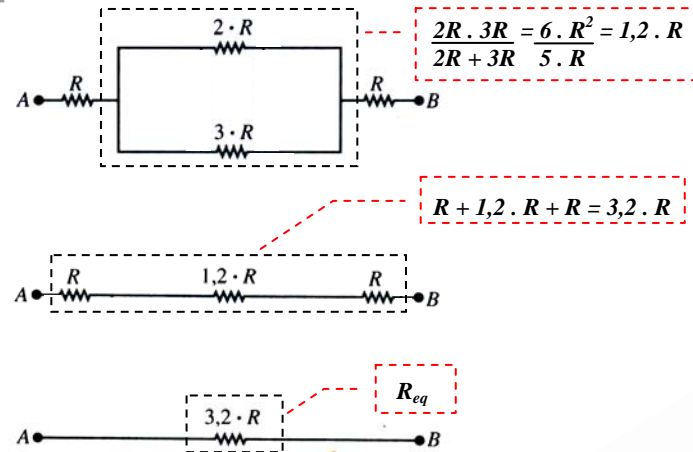 2 · R
2R . 3R = 6 . R² = 1,2 . R
2R + 3R 5 . R
R
R
A
B
3 · R
R + 1,2 . R + R = 3,2 . R
R
1,2 · R
R
A
B
Req
3,2 · R
A
B